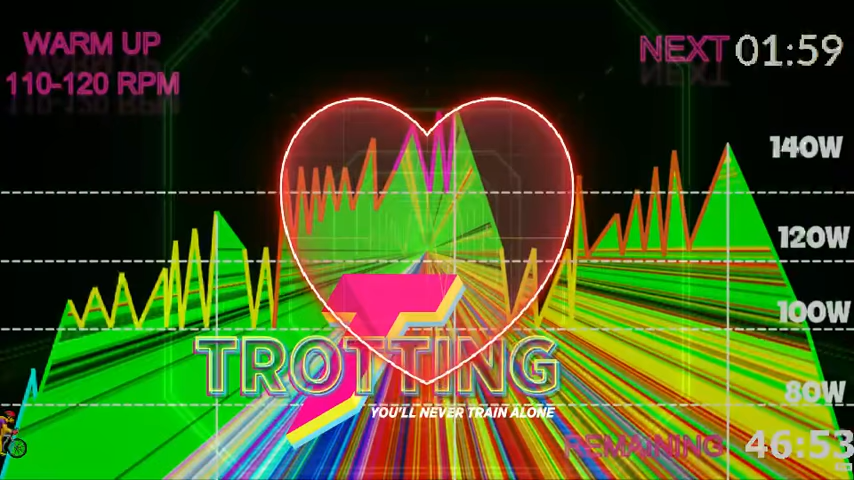 WARM UP
110-120 RPM
NEXT 01:59
140W
120W
100W
80W
TROTTING
YOU'LL NEVER TRAIN ALONE
REMAINING 46:53